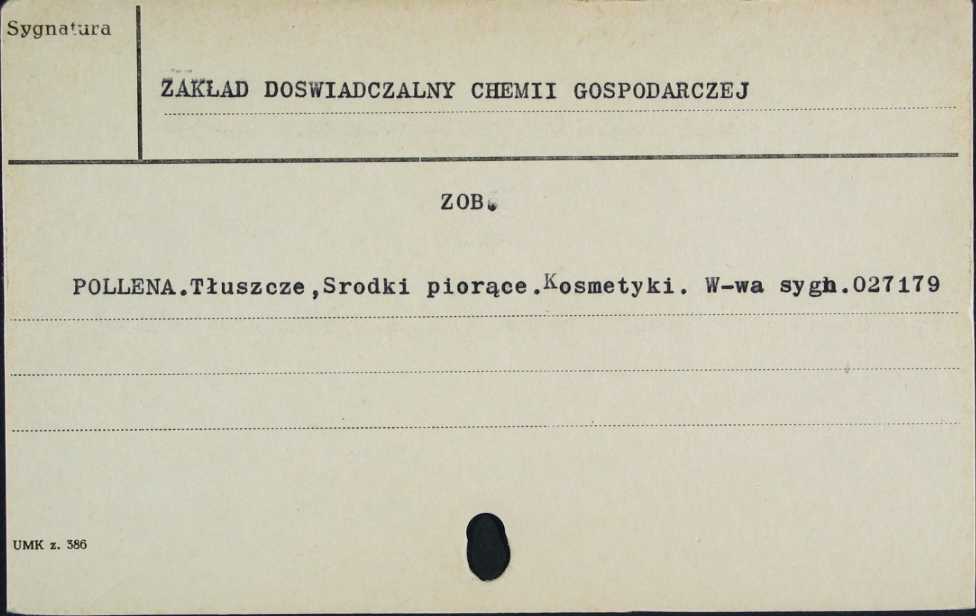 Sygnatura
ZAKŁAD DOSWIADCZALNY CHEMII GOSPODARCZEJ
ZOB.
POLLENA.Tłuszcze,Srodki piorące.Kosmetyki. W-wa sygn.027179
UMK z. 386